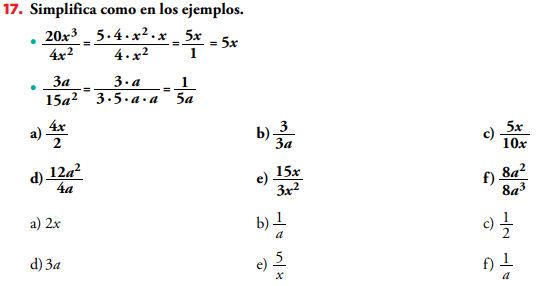 17. Simplifica como en los ejemplos.
• 20x³/4x² = 5·4·x²·x/4·x² = 5x/1 = 5x
• 3a/15a² = 3·a/3·5·a·a = 1/5a
a) 4x/2 b) 3/3a c) 5x/10x
d) 12a²/4a e) 15x/3x² f) 8a²/8a³
a) 2x b) 1/a c) 1/2
d) 3a e) 5/x f) 1/a